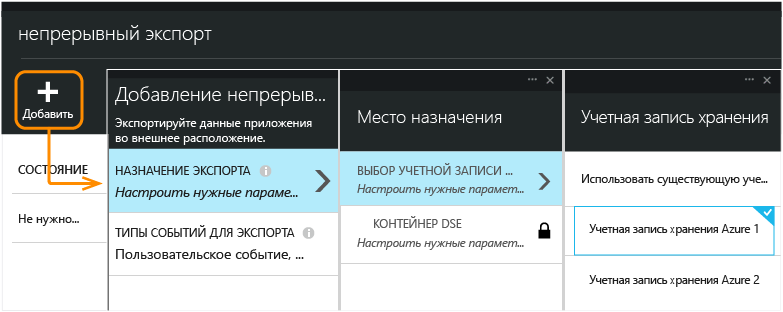 непрерывный экспорт
Добавить
СОСТОЯНИЕ
Не нужно...
Добавление непрерыв...
Экспортируйте данные приложения
во внешнее расположение.
НАЗНАЧЕНИЕ ЭКСПОРТА
Настроить нужные параме...
ТИПЫ СОБЫТИЙ ДЛЯ ЭКСПОРТА
Пользовательское событие, ...
Место назначения
ВЫБОР УЧЕТНОЙ ЗАПИСИ ...
Настроить нужные парамет...
КОНТЕЙНЕР DSE
Настроить нужные парамет...
Учетная запись хранения
Использовать существующую уче...
Учетная запись хранения Azure 1
Учетная запись хранения Azure 2